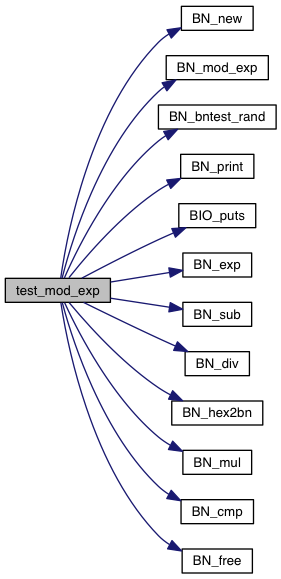 BN_new
BN_mod_exp
BN_bntest_rand
BN_print
BIO_puts
test_mod_exp
BN_exp
BN_sub
BN_div
BN_hex2bn
BN_mul
BN_cmp
BN_free